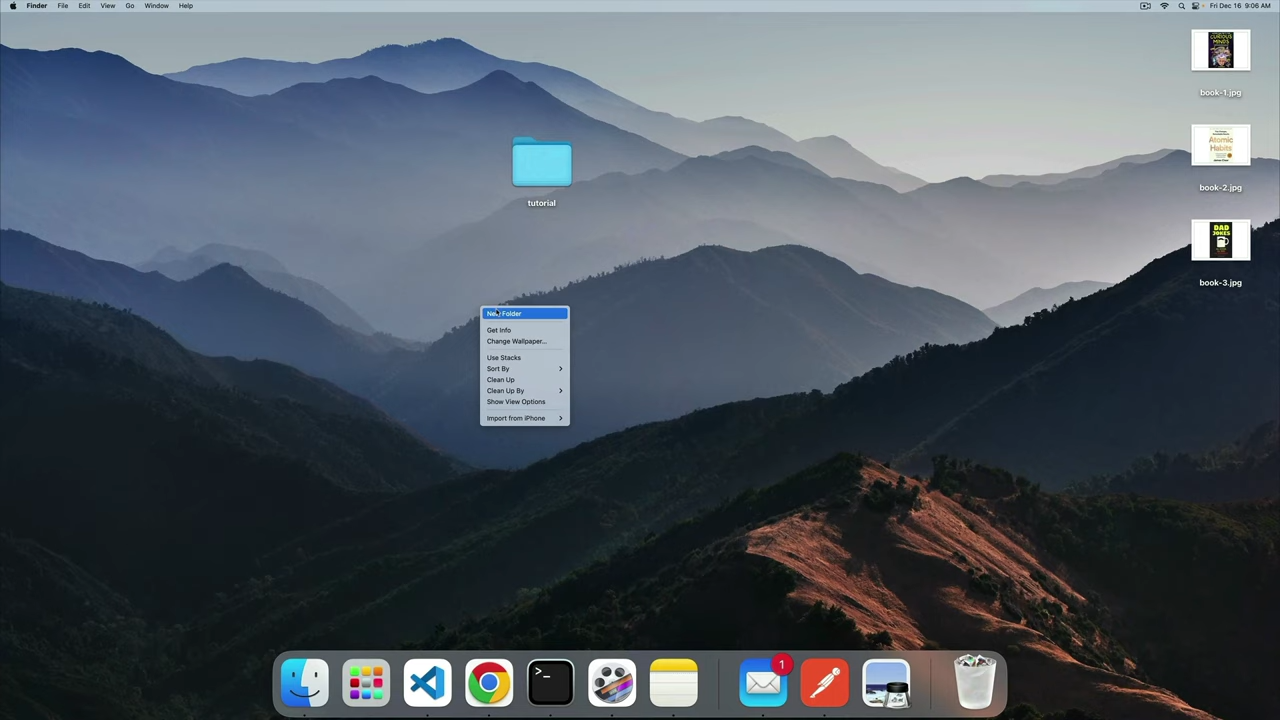 Finder File Edit View Go Window Help
Fri Dec 16 9:06 AM
CURIOUS
MINDS
book-1.jpg
Atomic
Habits
book-2.jpg
DAD
JOKES
book-3.jpg
tutorial
New Folder
Get Info
Change Wallpaper...
Use Stacks
Sort By
Clean Up
Clean Up By
Show View Options
Import from iPhone
>_
1